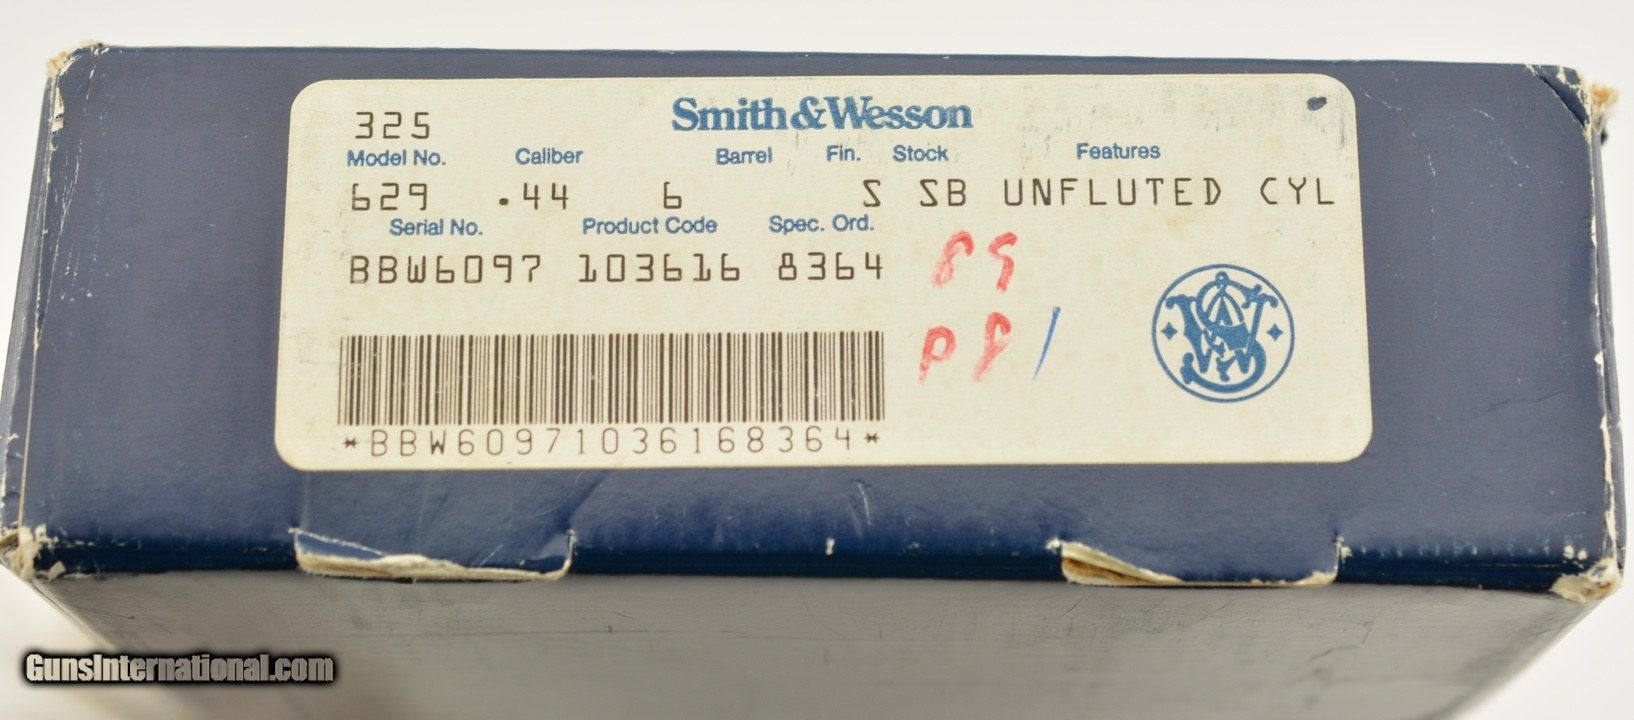 325 Smith & Wesson
Model No. Caliber Barrel Fin. Stock Features
629 .44 6 S SB UNFLUTED CYL
Serial No. Product Code Spec. Ord.
BBW6097 103616 8364
*BBW60971036168364*
GunsInternational.com